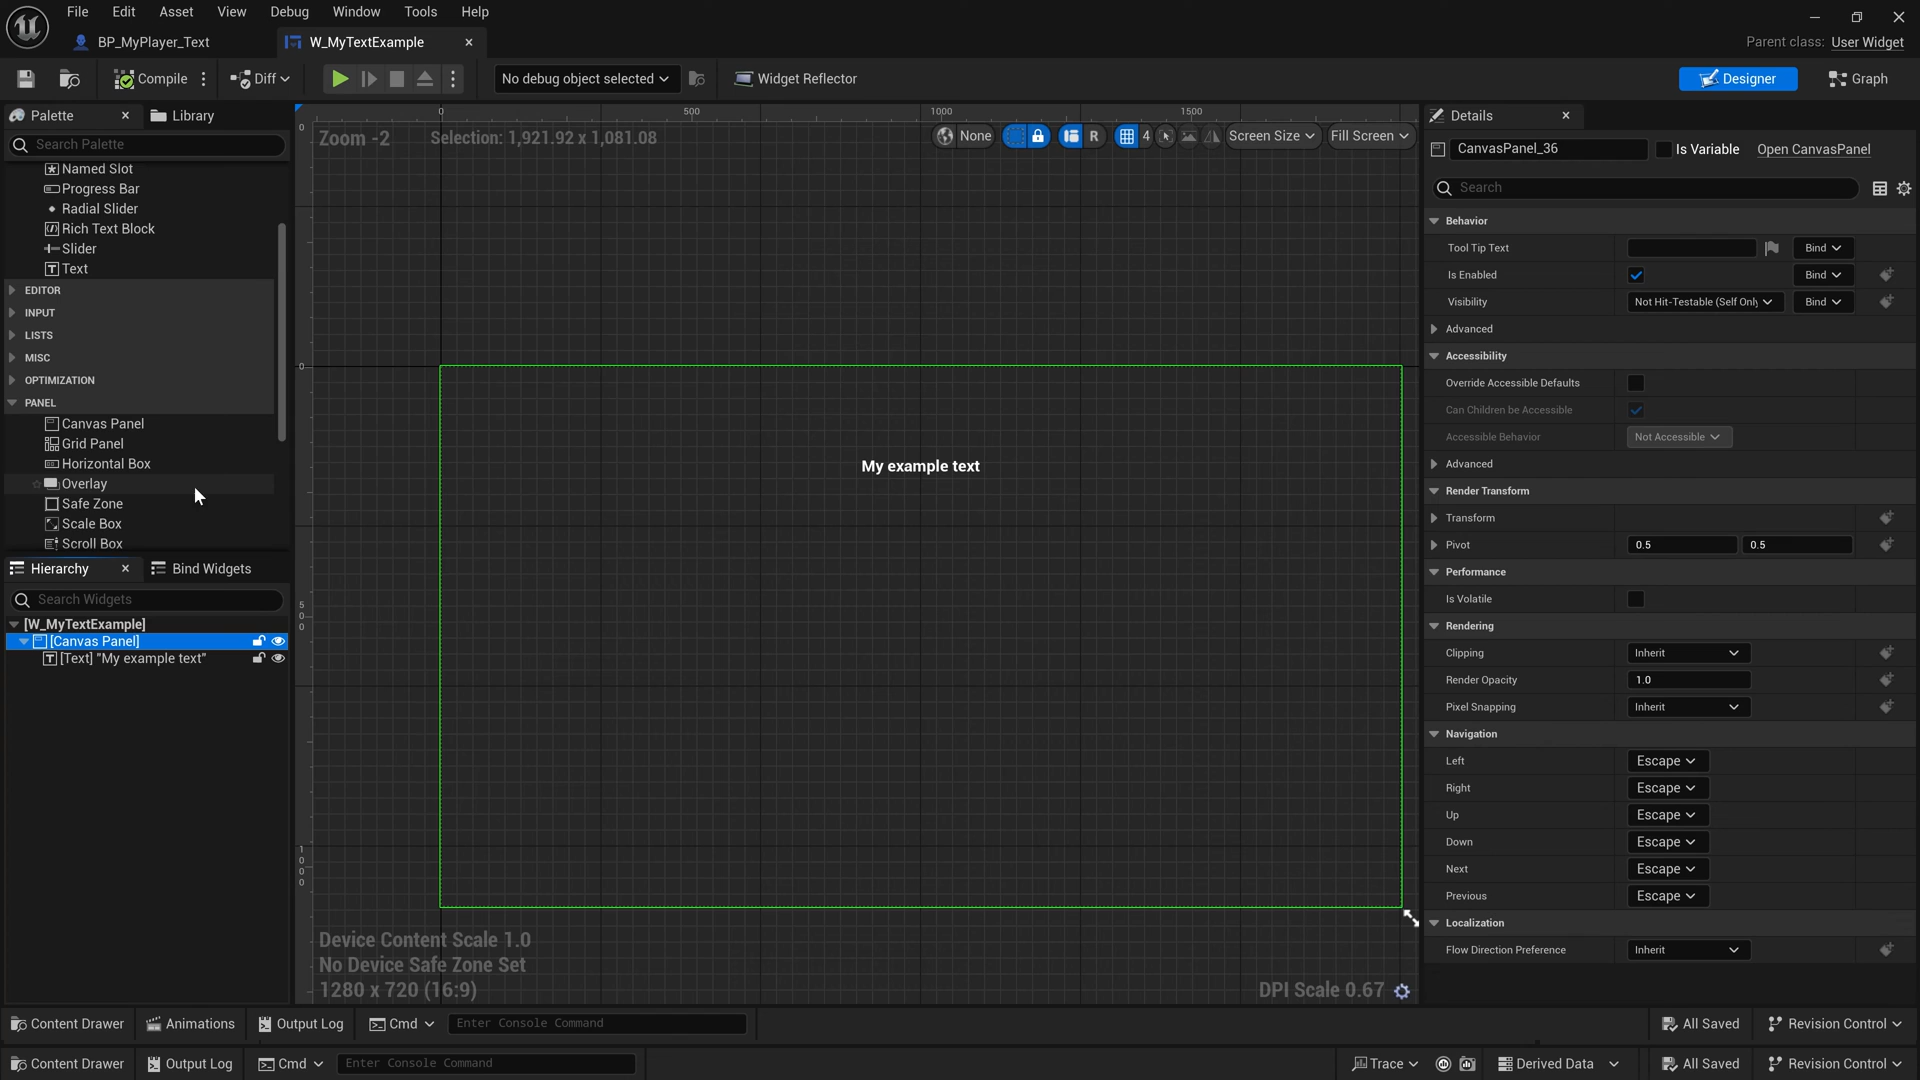 File Edit Asset View Debug Window Tools Help
BP_MyPlayer_Text W_MyTextExample
Parent class: User Widget
Compile Diff No debug object selected Widget Reflector Designer Graph
Palette Library
Search Palette
Named Slot
Progress Bar
Radial Slider
Rich Text Block
Slider
Text
EDITOR
INPUT
LISTS
MISC
OPTIMIZATION
PANEL
Canvas Panel
Grid Panel
Horizontal Box
Overlay
Safe Zone
Scale Box
Scroll Box
Hierarchy Bind Widgets
Search Widgets
[W_MyTextExample]
[Canvas Panel]
[Text] "My example text"
0 500 1000 1500
0
Zoom -2 Selection: 1,921.92 x 1,081.08 None R 4 Screen Size Fill Screen
0
500
1000
My example text
Device Content Scale 1.0
No Device Safe Zone Set
1280 x 720 (16:9)
DPI Scale 0.67
Details
CanvasPanel_36 Is Variable Open CanvasPanel
Search
Behavior
Tool Tip Text Bind
Is Enabled Bind
Visibility Not Hit-Testable (Self Only Bind
Advanced
Accessibility
Override Accessible Defaults
Can Children be Accessible
Accessible Behavior Not Accessible
Advanced
Render Transform
Transform
Pivot 0.5 0.5
Performance
Is Volatile
Rendering
Clipping Inherit
Render Opacity 1.0
Pixel Snapping Inherit
Navigation
Left Escape
Right Escape
Up Escape
Down Escape
Next Escape
Previous Escape
Localization
Flow Direction Preference Inherit
Content Drawer Animations Output Log Cmd Enter Console Command All Saved Revision Control
Content Drawer Output Log Cmd Enter Console Command Trace Derived Data All Saved Revision Control